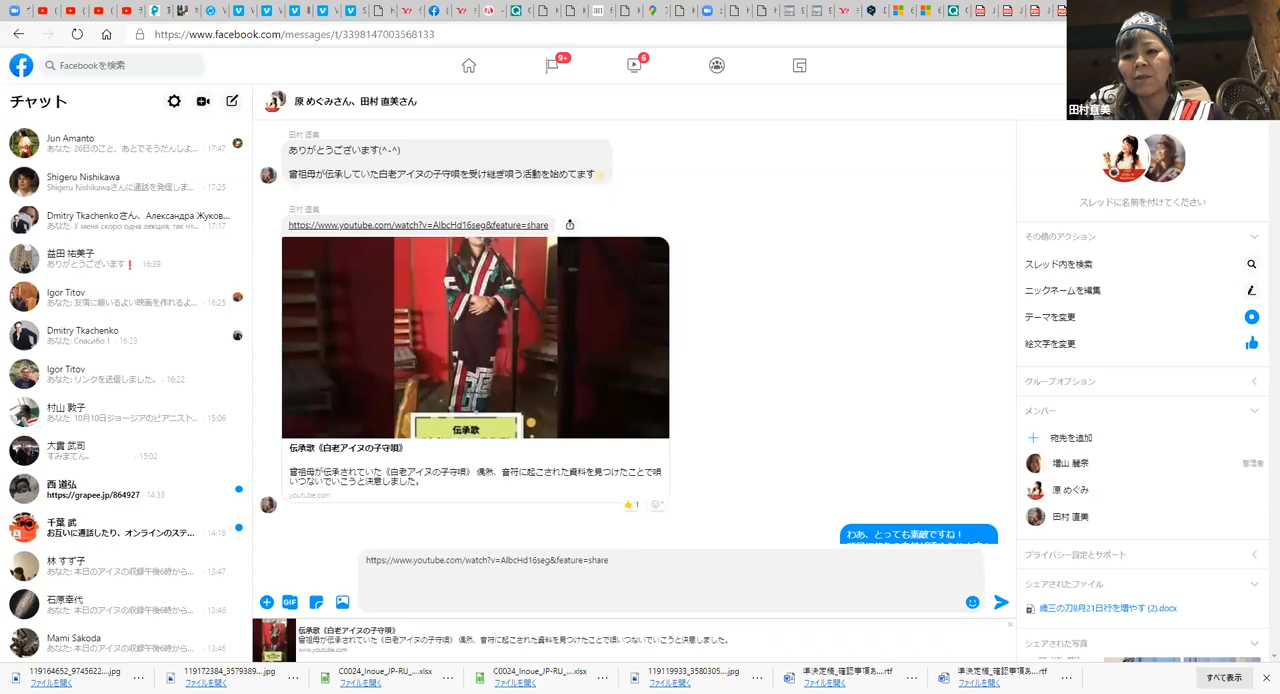 https://www.facebook.com/messages/t/3398147003568133
Facebookを検索
9+
6
田村直美
チャット
Jun Amanto
あなた: 26日のこと、あとでそうだんしよ... · 17:47
Shigeru Nishikawa
Shigeru Nishikawaさんに通話を発信しま... · 17:25
Dmitry Tkachenkoさん、Александра Жуков...
У меня скоро одна лекция, так чт... · 17:17
益田 祐美子
ありがとうございます❗ · 16:39
Igor Titov
あなた: 友情に報いるよい映画を作れるよ... · 16:25
Dmitry Tkachenko
あなた: Спасибо！ · 16:23
Igor Titov
あなた: リンクを送信しました。 · 16:22
村山 敦子
あなた: 10月10日ジョージアのピアニスト... · 15:06
大貫 武司
すみまてん。 · 15:02
西 道弘
https://grapee.jp/864927 · 14:38
千葉 武
お互いに通話したり、オンラインのステ... · 14:18
林 すず子
あなた: 本日のアイヌの収録午後6時から... · 13:47
石原幸代
あなた: 本日のアイヌの収録午後6時から... · 13:46
Mami Sakoda
あなた: 本日のアイヌの収録午後6時から... · 13:46
原 めぐみさん、田村 直美さん
田村 直美
ありがとうございます(^-^)
曾祖母が伝承していた白老アイヌの子守唄を受け継ぎ唄う活動を始めてます
田村 直美
https://www.youtube.com/watch?v=AlbcHd16seg&feature=share
伝承歌
伝承歌《白老アイヌの子守唄》
曾祖母が伝承されていた《白老アイヌの子守唄》 偶然、音符に起こされた資料を見つけたことで唄
いつないでいこうと決意しました。
youtube.com
1
わあ、とっても素敵ですね！
https://www.youtube.com/watch?v=AlbcHd16seg&feature=share
GIF
伝承歌《白老アイヌの子守唄》
曾祖母が伝承されていた《白老アイヌの子守唄》 偶然、音符に起こされた資料を見つけたことで唄いつないでいこうと決意しました。
www.youtube.com
スレッドに名前を付けてください
その他のアクション
スレッド内を検索
ニックネームを編集
テーマを変更
絵文字を変更
グループオプション
メンバー
宛先を追加
増山 麗奈
管理者
原 めぐみ
田村 直美
プライバシー設定とサポート
シェアされたファイル
歳三の刀8月21日行を増やす (2).docx
シェアされた写真
119164652_9745622....jpg
ファイルを開く
119172384_3579389....jpg
ファイルを開く
C6024_Inoue_JP-RU_....xlsx
ファイルを開く
C0024_Inoue_JP-RU_....xlsx
ファイルを開く
119119933_3580305....jpg
ファイルを開く
準決定稿_確認事項あ....rtf
ファイルを開く
準決定稿_確認事項あ....rtf
ファイルを開く
すべて表示